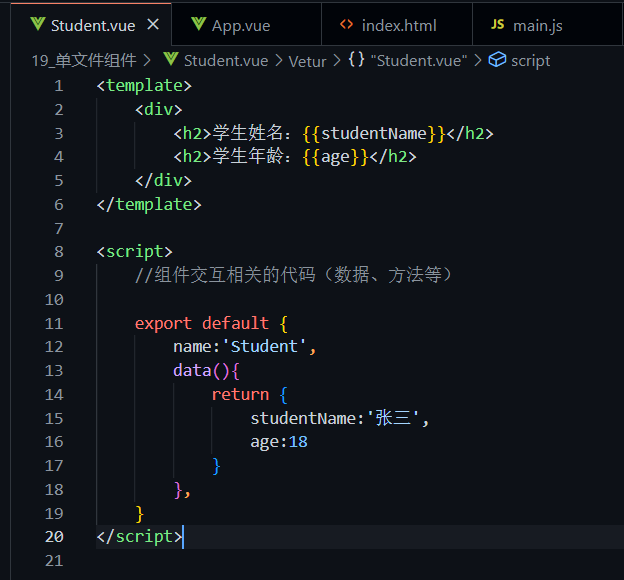 Student.vue × App.vue <> index.html JS main.js
19_单文件组件 > Student.vue > Vetur > {} "Student.vue" > script
1 <template>
2     <div>
3         <h2>学生姓名：{{studentName}}</h2>
4         <h2>学生年龄：{{age}}</h2>
5     </div>
6 </template>
7
8 <script>
9     //组件交互相关的代码（数据、方法等）
10
11     export default {
12         name:'Student',
13         data(){
14             return {
15                 studentName:'张三',
16                 age:18
17             }
18         },
19     }
20 </script>
21